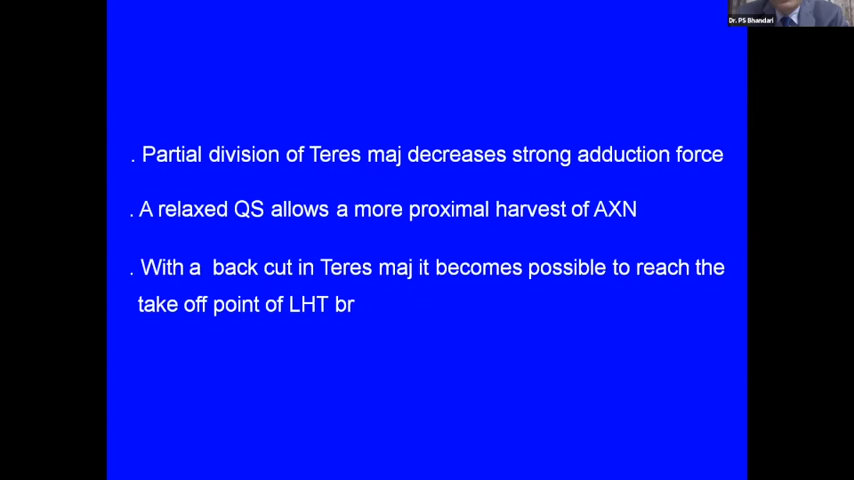 Dr. PS Bhandari
. Partial division of Teres maj decreases strong adduction force
. A relaxed QS allows a more proximal harvest of AXN
. With a  back cut in Teres maj it becomes possible to reach the
take off point of LHT br